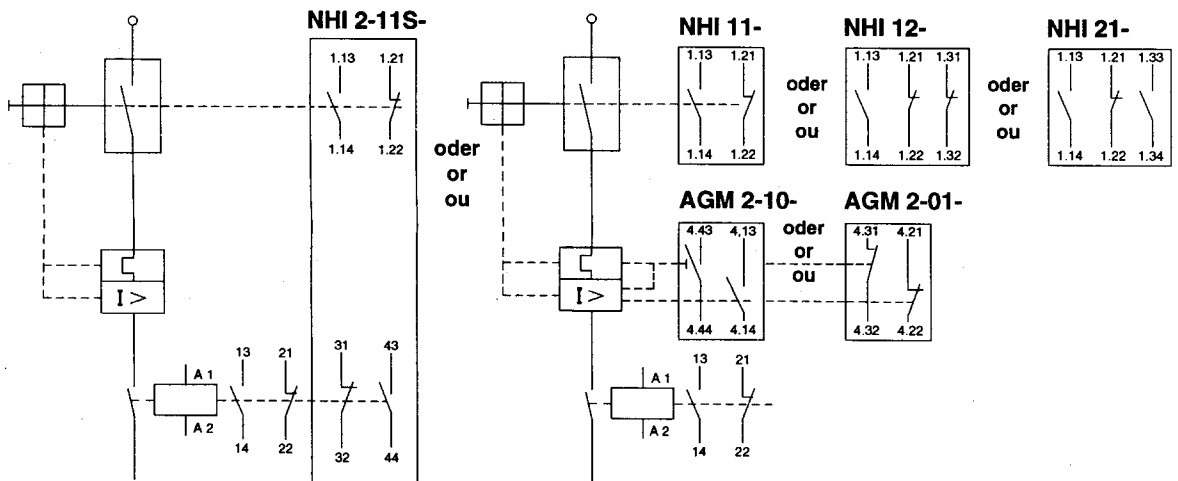 NHI 2-11S-
1.13 1.21
1.14 1.22
I >
A 1
A 2
13 21 31 43
14 22 32 44
oder
or
ou
NHI 11-
1.13 1.21
1.14 1.22
oder
or
ou
NHI 12-
1.13 1.21 1.31
1.14 1.22 1.32
oder
or
ou
NHI 21-
1.13 1.21 1.33
1.14 1.22 1.34
AGM 2-10-
4.43 4,13
4.44 4.14
oder
or
ou
AGM 2-01-
4.31 4.21
4.32 4.22
I >
A 1
A 2
13 21
14 22